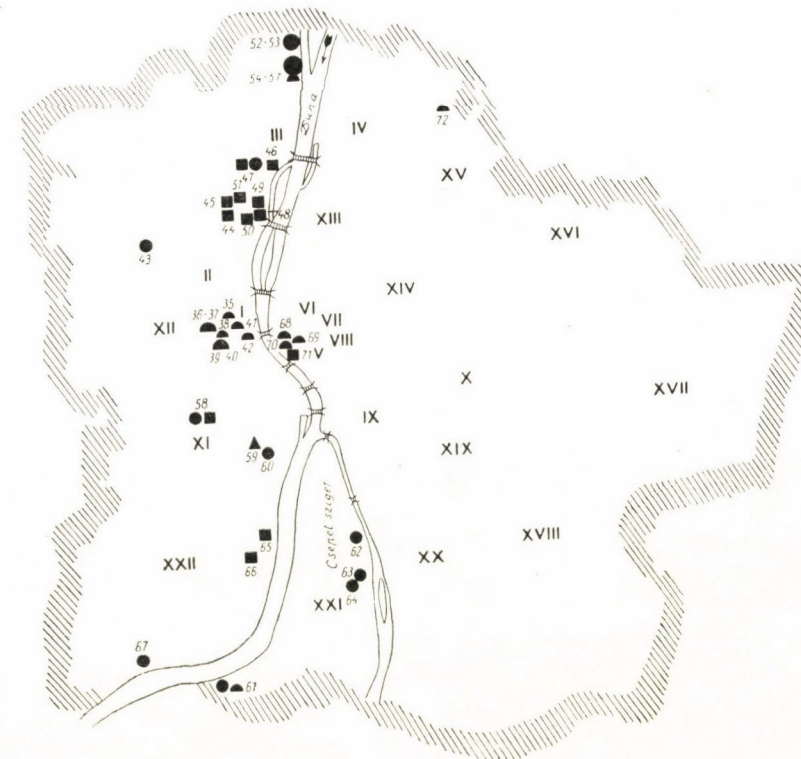 52-53
54-57
Duna
72
III
IV
46
47
XV
51
45
49
44
50
48
XIII
XVI
43
II
XIV
35
I
VI
36-37
XII
38
41
VII
68
69
42
VIII
39-40
70
71
V
X
XVII
58
IX
XI
59
60
XIX
Csepel sziget
65
62
XVIII
66
XX
XXII
63
64
XXI
67
61